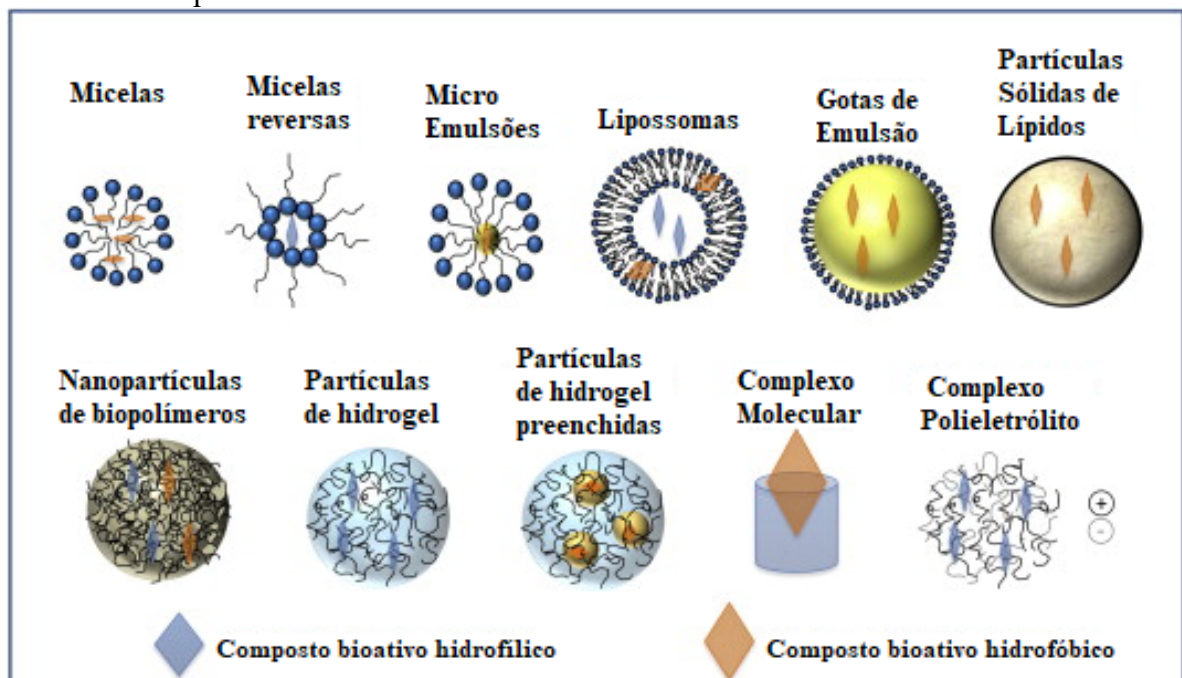 Micelas
Micelas
reversas
Micro
Emulsões
Lipossomas
Gotas de
Emulsão
Partículas
Sólidas de
Lípidos
Nanopartículas
de biopolímeros
Partículas
de hidrogel
Partículas
de hidrogel
preenchidas
Complexo
Molecular
Complexo
Polieletrólito
+
-
Composto bioativo hidrofílico
Composto bioativo hidrofóbico